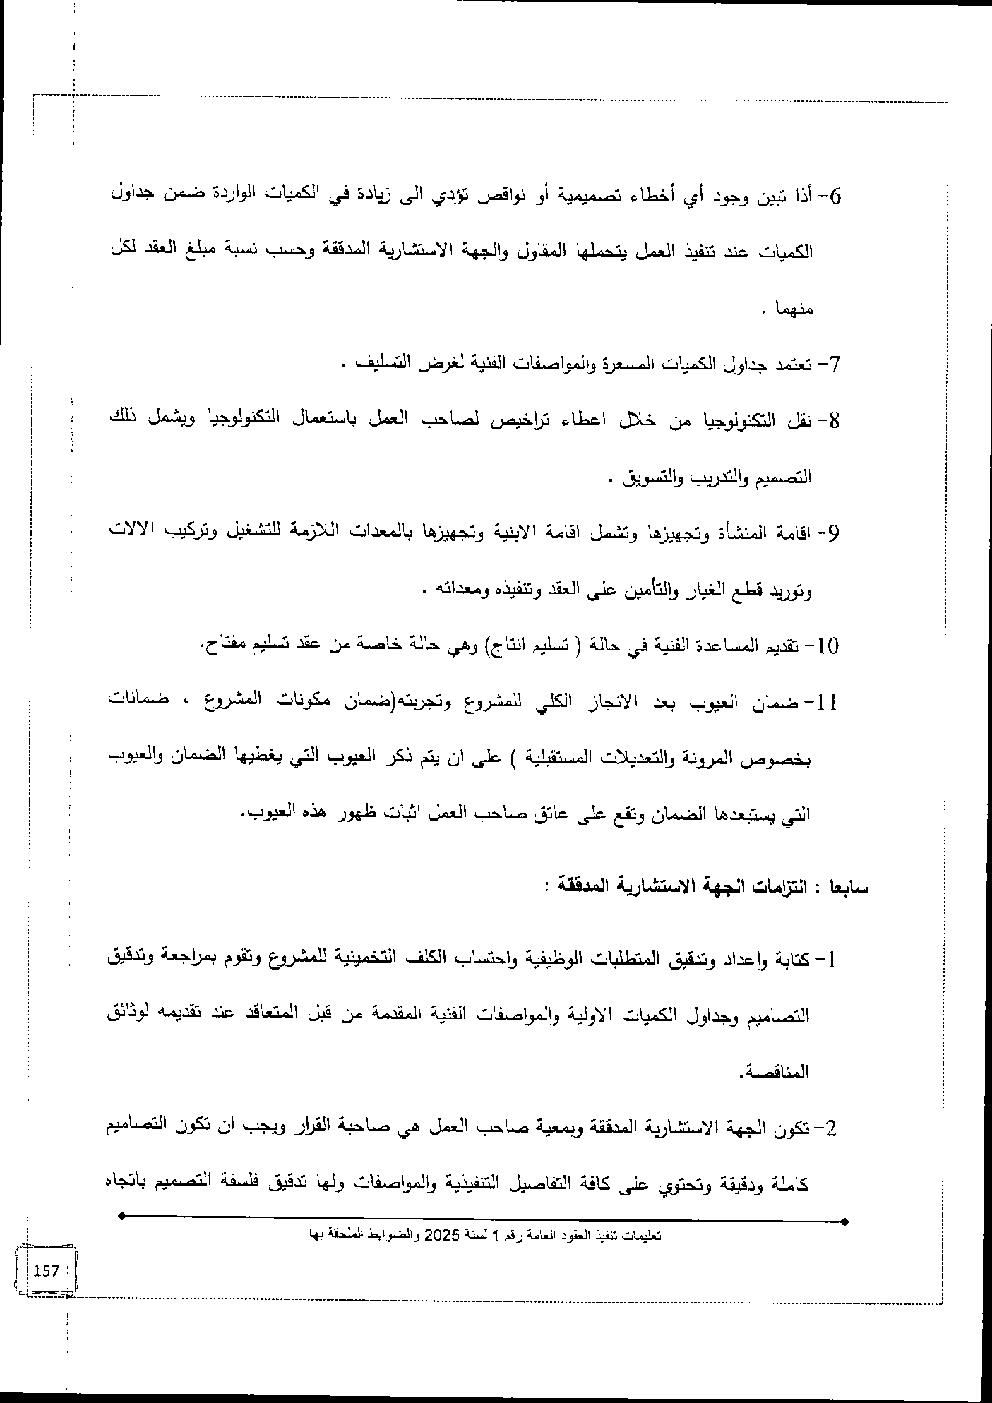 6- أذا تبين وجود أي أخطاء تصميمية أو نواقص تؤدي الى زيادة في الكميات الواردة ضمن جداول
الكميات عند تنفيذ العمل يتحملها المقاول والجهة الاستشارية المدققة وحسب نسبة مبلغ العقد لكل
منهما .
7- تعتمد جداول الكميات المسعرة والمواصفات الفنية لغرض التسليف .
8- نقل التكنولوجيا من خلال اعطاء تراخيص لصاحب العمل باستعمال التكنولوجيا ويشمل ذلك
التصميم والتدريب والتسويق .
9- اقامة المنشأة وتجهيزها وتشمل اقامة الابنية وتجهيزها بالمعدات اللازمة للتشغيل وتركيب الالات
وتوريد قطع الغيار والتأمين على العقد وتنفيذه ومعداته .
10- تقديم المساعدة الفنية في حالة ( تسليم انتاج) وهي حالة خاصة من عقد تسليم مفتاح.
11- ضمان العيوب بعد الانجاز الكلي للمشروع وتجربته(ضمان مكونات المشروع ، ضمانات
بخصوص المرونة والتعديلات المستقبلية ) على ان يتم ذكر العيوب التي يغطيها الضمان والعيوب
التي يستبعدها الضمان وتقع على عاتق صاحب العمل اثبات ظهور هذه العيوب.
سابعا : التزامات الجهة الاستشارية المدققة :
1- كتابة واعداد وتدقيق المتطلبات الوظيفية واحتساب الكلف التخمينية للمشروع وتقوم بمراجعة وتدقيق
التصاميم وجداول الكميات الاولية والمواصفات الفنية المقدمة من قبل المتعاقد عند تقديمه لوثائق
المناقصة.
2- تكون الجهة الاستشارية المدققة وبمعية صاحب العمل هي صاحبة القرار ويجب ان تكون التصاميم
كاملة ودقيقة وتحتوي على كافة التفاصيل التنفيذية والمواصفات ولها تدقيق فلسفة التصميم باتجاه
تعليمات تنفيذ العقود العامة رقم 1 لسنة 2025 والضوابط الملحقة بها
157